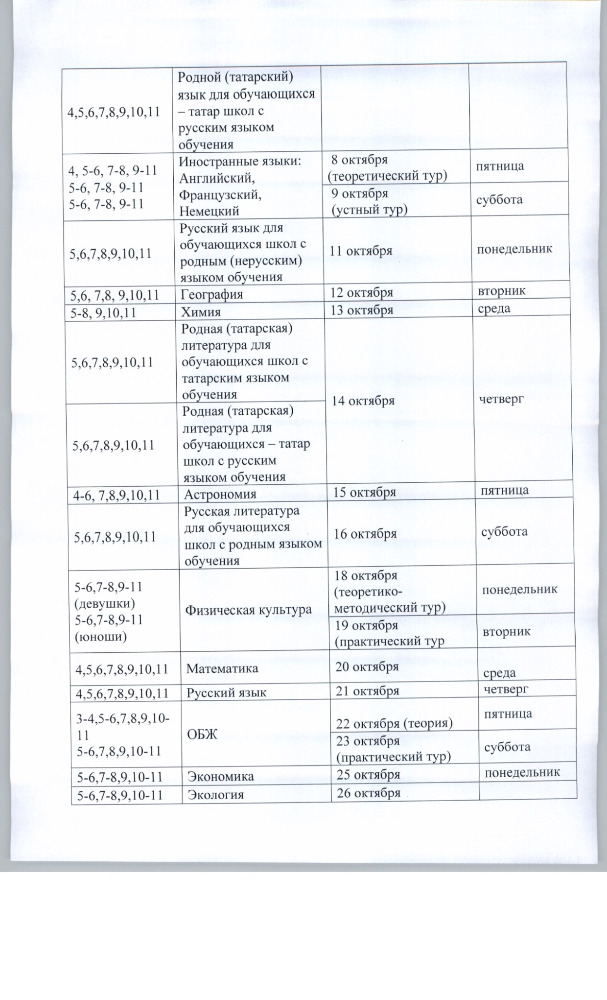 4,5,6,7,8,9,10,11
Родной (татарский)
язык для обучающихся
– татар школ с
русским языком
обучения
4, 5-6, 7-8, 9-11
5-6, 7-8, 9-11
5-6, 7-8, 9-11
Иностранные языки:
Английский,
Французский,
Немецкий
8 октября
(теоретический тур)
пятница
9 октября
(устный тур)
суббота
5,6,7,8,9,10,11
Русский язык для
обучающихся школ с
родным (нерусским)
языком обучения
11 октября
понедельник
5,6, 7,8, 9,10,11
География
12 октября
вторник
5-8, 9,10,11
Химия
13 октября
среда
5,6,7,8,9,10,11
Родная (татарская)
литература для
обучающихся школ с
татарским языком
обучения
14 октября
четверг
5,6,7,8,9,10,11
Родная (татарская)
литература для
обучающихся – татар
школ с русским
языком обучения
4-6, 7,8,9,10,11
Астрономия
15 октября
пятница
5,6,7,8,9,10,11
Русская литература
для обучающихся
школ с родным языком
обучения
16 октября
суббота
5-6,7-8,9-11
(девушки)
5-6,7-8,9-11
(юноши)
Физическая культура
18 октября
(теоретико-
методический тур)
понедельник
19 октября
(практический тур
вторник
4,5,6,7,8,9,10,11
Математика
20 октября
среда
4,5,6,7,8,9,10,11
Русский язык
21 октября
четверг
3-4,5-6,7,8,9,10-
11
5-6,7,8,9,10-11
ОБЖ
22 октября (теория)
пятница
23 октября
(практический тур)
суббота
5-6,7-8,9,10-11
Экономика
25 октября
понедельник
5-6,7-8,9,10-11
Экология
26 октября